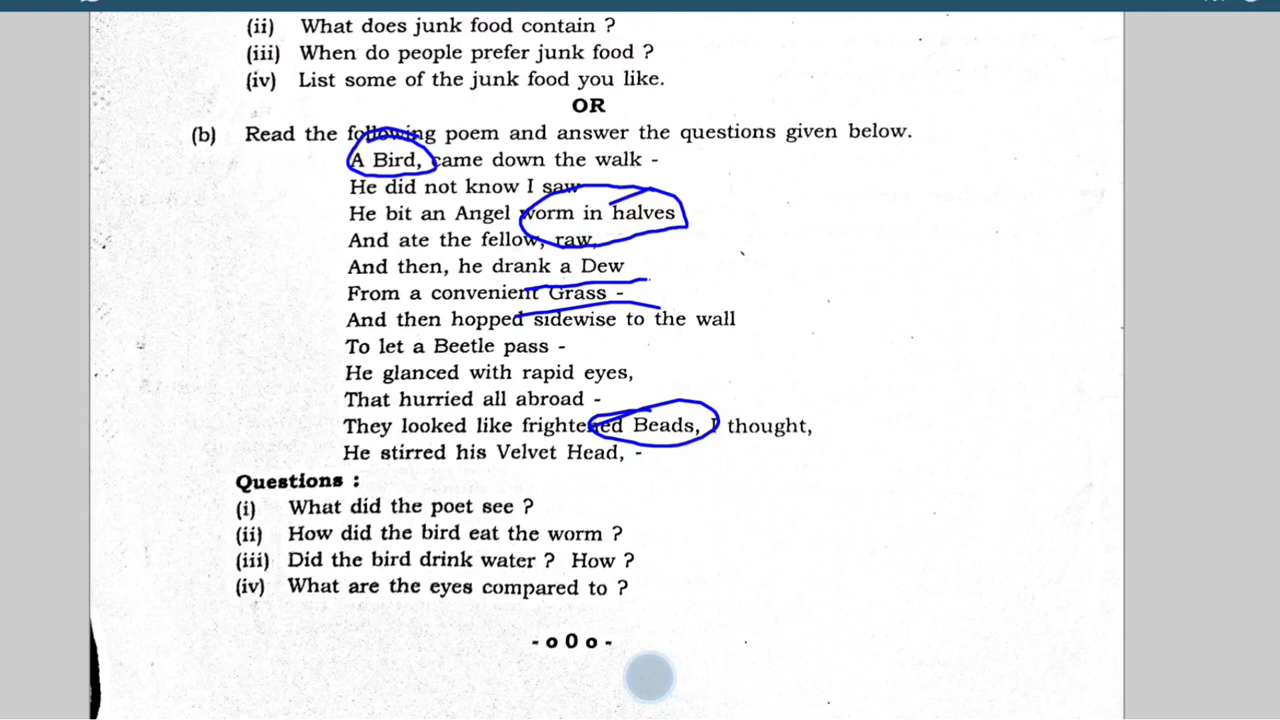 (ii) What does junk food contain ?
(iii) When do people prefer junk food ?
(iv) List some of the junk food you like.
OR
(b) Read the following poem and answer the questions given below.
A Bird, came down the walk -
He did not know I saw
He bit an Angel worm in halves
And ate the fellow, raw,
And then, he drank a Dew
From a convenient Grass -
And then hopped sidewise to the wall
To let a Beetle pass -
He glanced with rapid eyes,
That hurried all abroad -
They looked like frightened Beads, I thought,
He stirred his Velvet Head, -
Questions :
(i) What did the poet see ?
(ii) How did the bird eat the worm ?
(iii) Did the bird drink water ? How ?
(iv) What are the eyes compared to ?
- o 0 o -